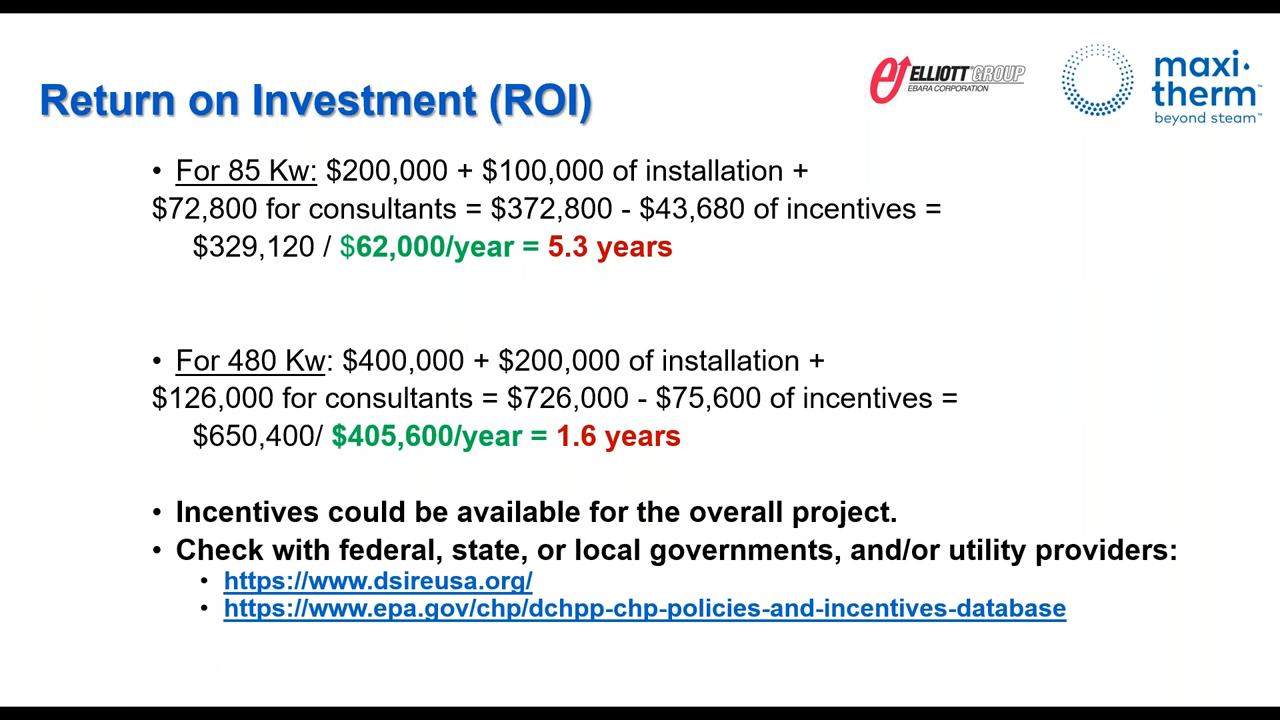 ELLIOTT GROUP
EBARA CORPORATION
maxi·
therm™
beyond steam™
Return on Investment (ROI)
• For 85 Kw: $200,000 + $100,000 of installation +
$72,800 for consultants = $372,800 - $43,680 of incentives =
$329,120 / $62,000/year = 5.3 years
• For 480 Kw: $400,000 + $200,000 of installation +
$126,000 for consultants = $726,000 - $75,600 of incentives =
$650,400/ $405,600/year = 1.6 years
• Incentives could be available for the overall project.
• Check with federal, state, or local governments, and/or utility providers:
• https://www.dsireusa.org/
• https://www.epa.gov/chp/dchpp-chp-policies-and-incentives-database